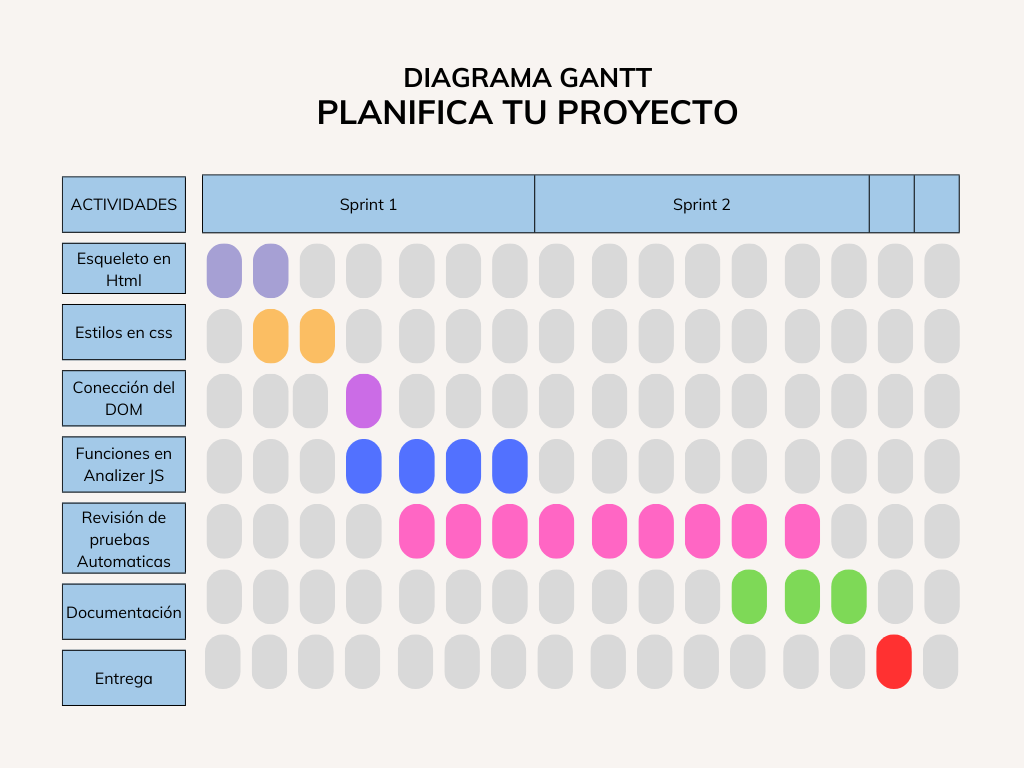 DIAGRAMA GANTT
PLANIFICA TU PROYECTO
ACTIVIDADES
Sprint 1
Sprint 2
Esqueleto en
Html
Estilos en css
Conección del
DOM
Funciones en
Analizer JS
Revisión de
pruebas
Automaticas
Documentación
Entrega